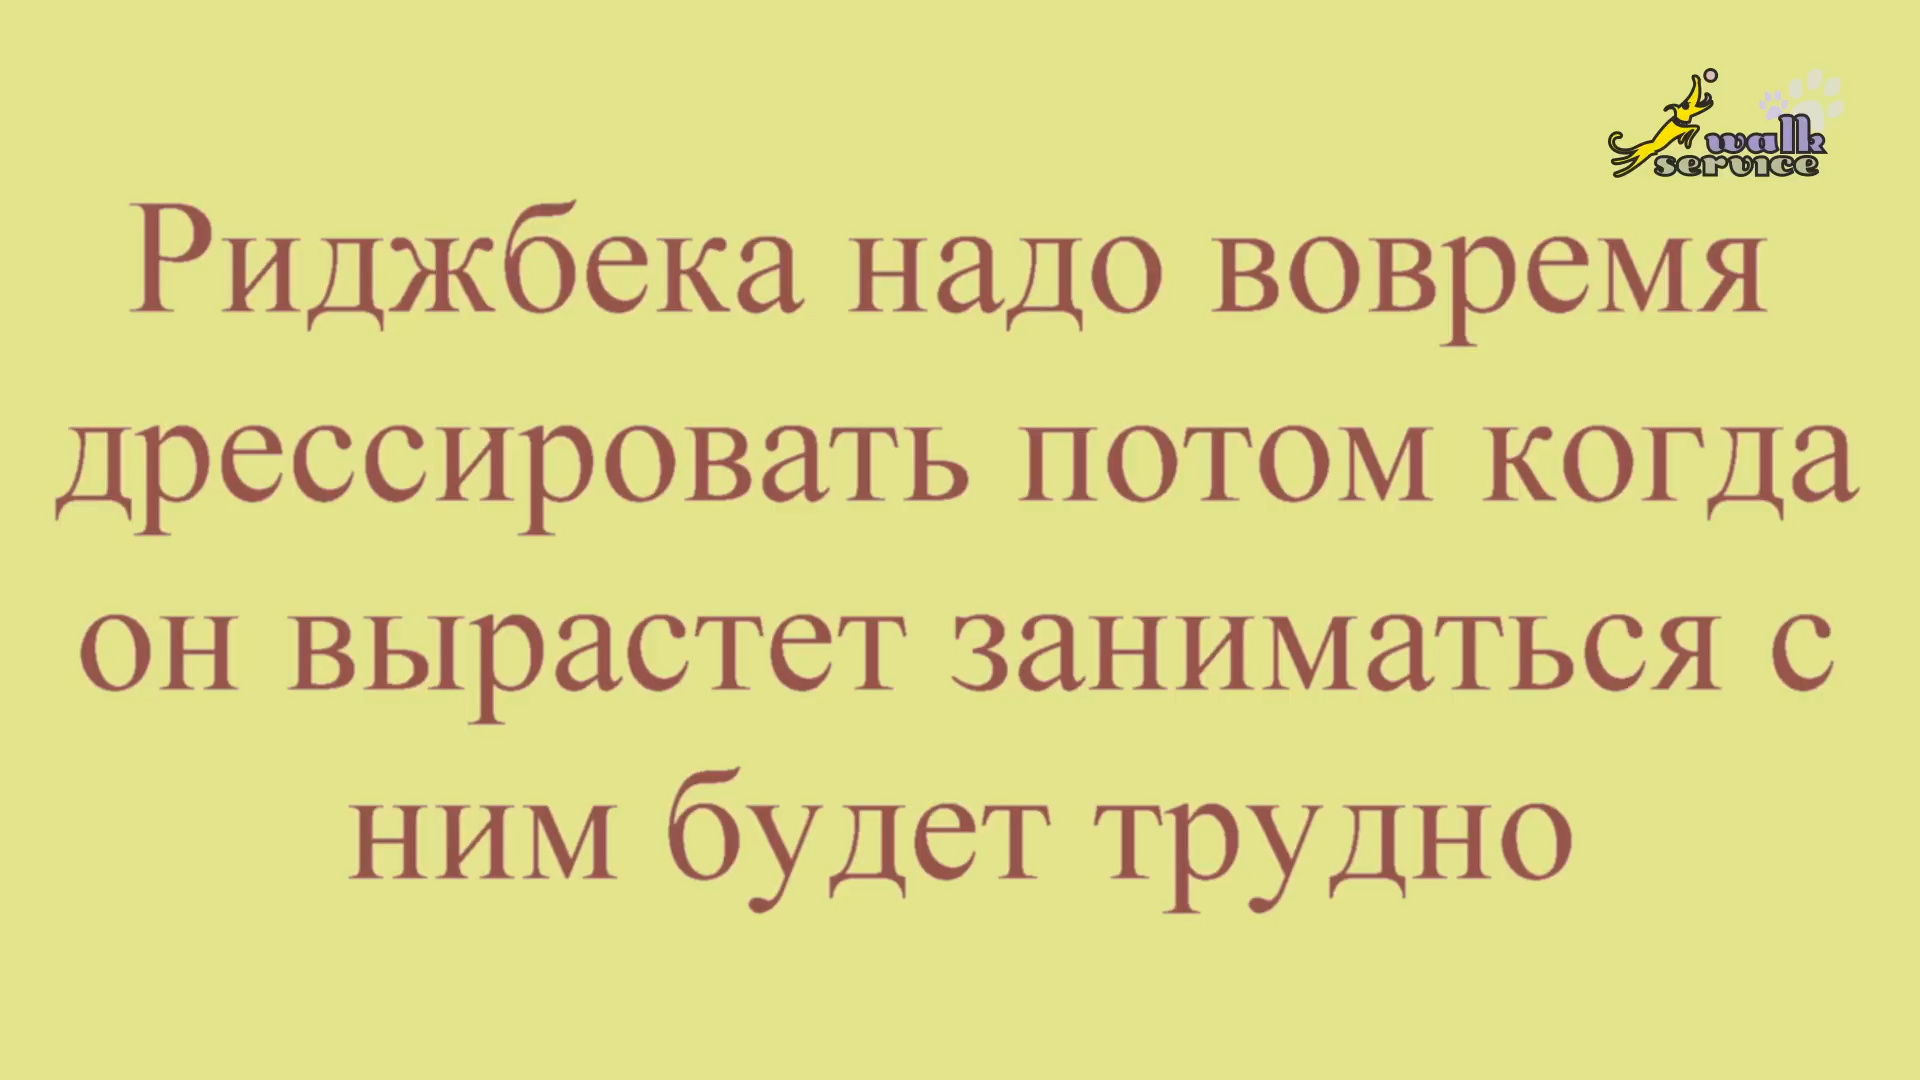 walk
service
Риджбека надо вовремя
дрессировать потом когда
он вырастет заниматься с
ним будет трудно